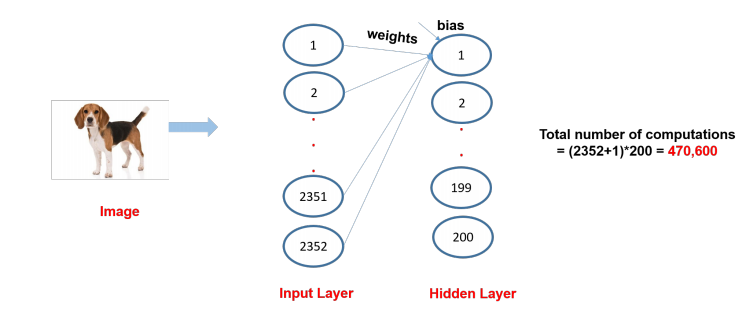 bias
weights
1
1
2
2
2351
199
2352
200
Total number of computations
= (2352+1)*200 = 470,600
Image
Input Layer
Hidden Layer